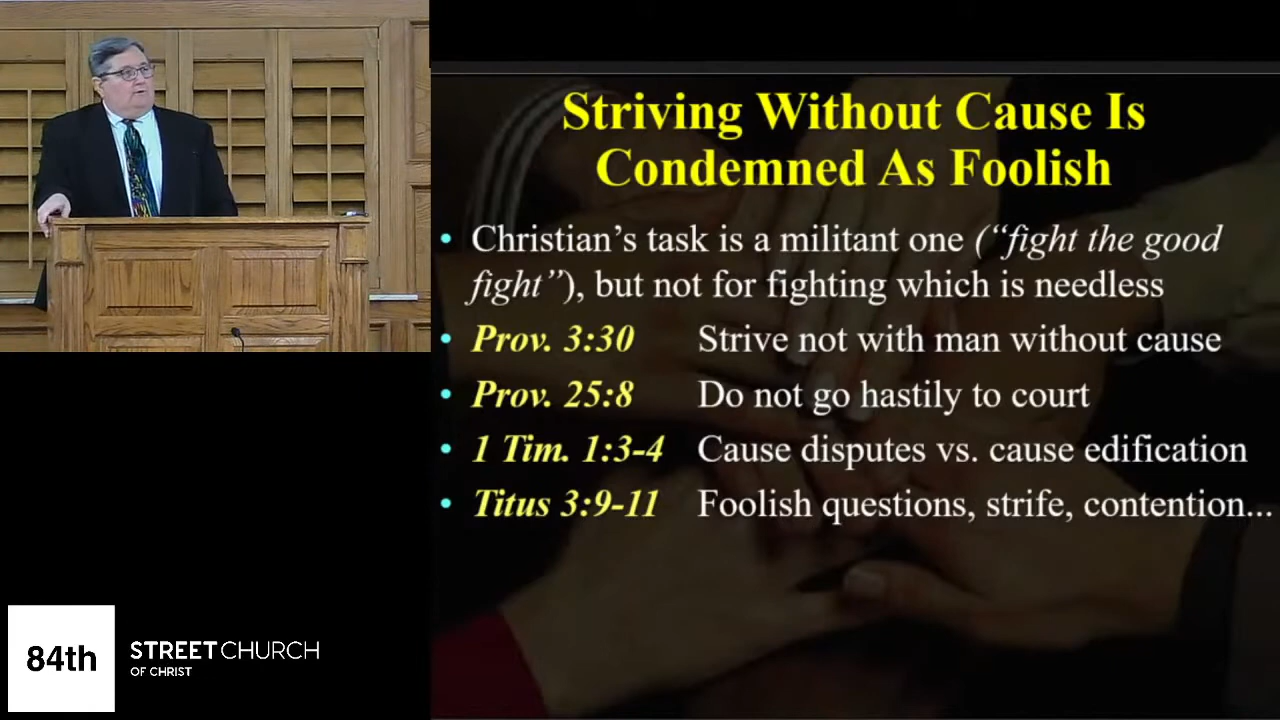 Striving Without Cause Is
Condemned As Foolish
• Christian’s task is a militant one (“fight the good
fight”), but not for fighting which is needless
• Prov. 3:30 Strive not with man without cause
• Prov. 25:8 Do not go hastily to court
• 1 Tim. 1:3-4 Cause disputes vs. cause edification
• Titus 3:9-11 Foolish questions, strife, contention...
84th
STREET CHURCH
OF CHRIST